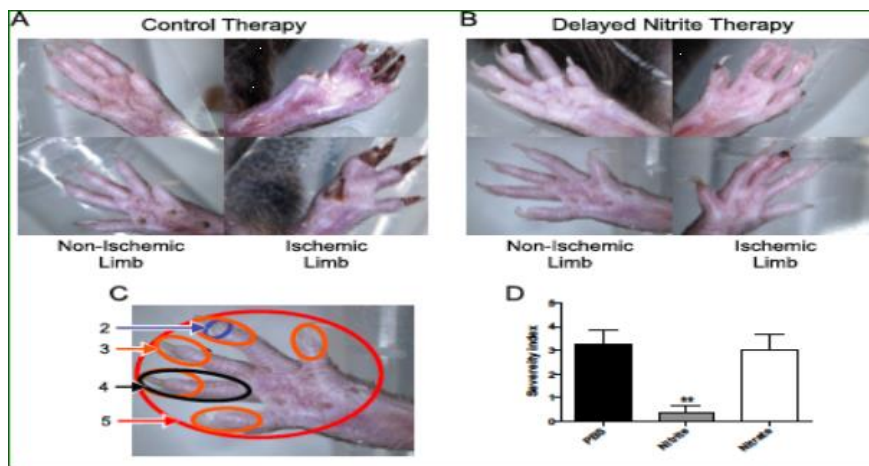 A
Control Therapy
Non-Ischemic
Limb
Ischemic
Limb
B
Delayed Nitrite Therapy
Non-Ischemic
Limb
Ischemic
Limb
C
2
3
4
5
D
Severeity index
5
4
3
2
1
0
**
PBS
Nitrite
Nitrate